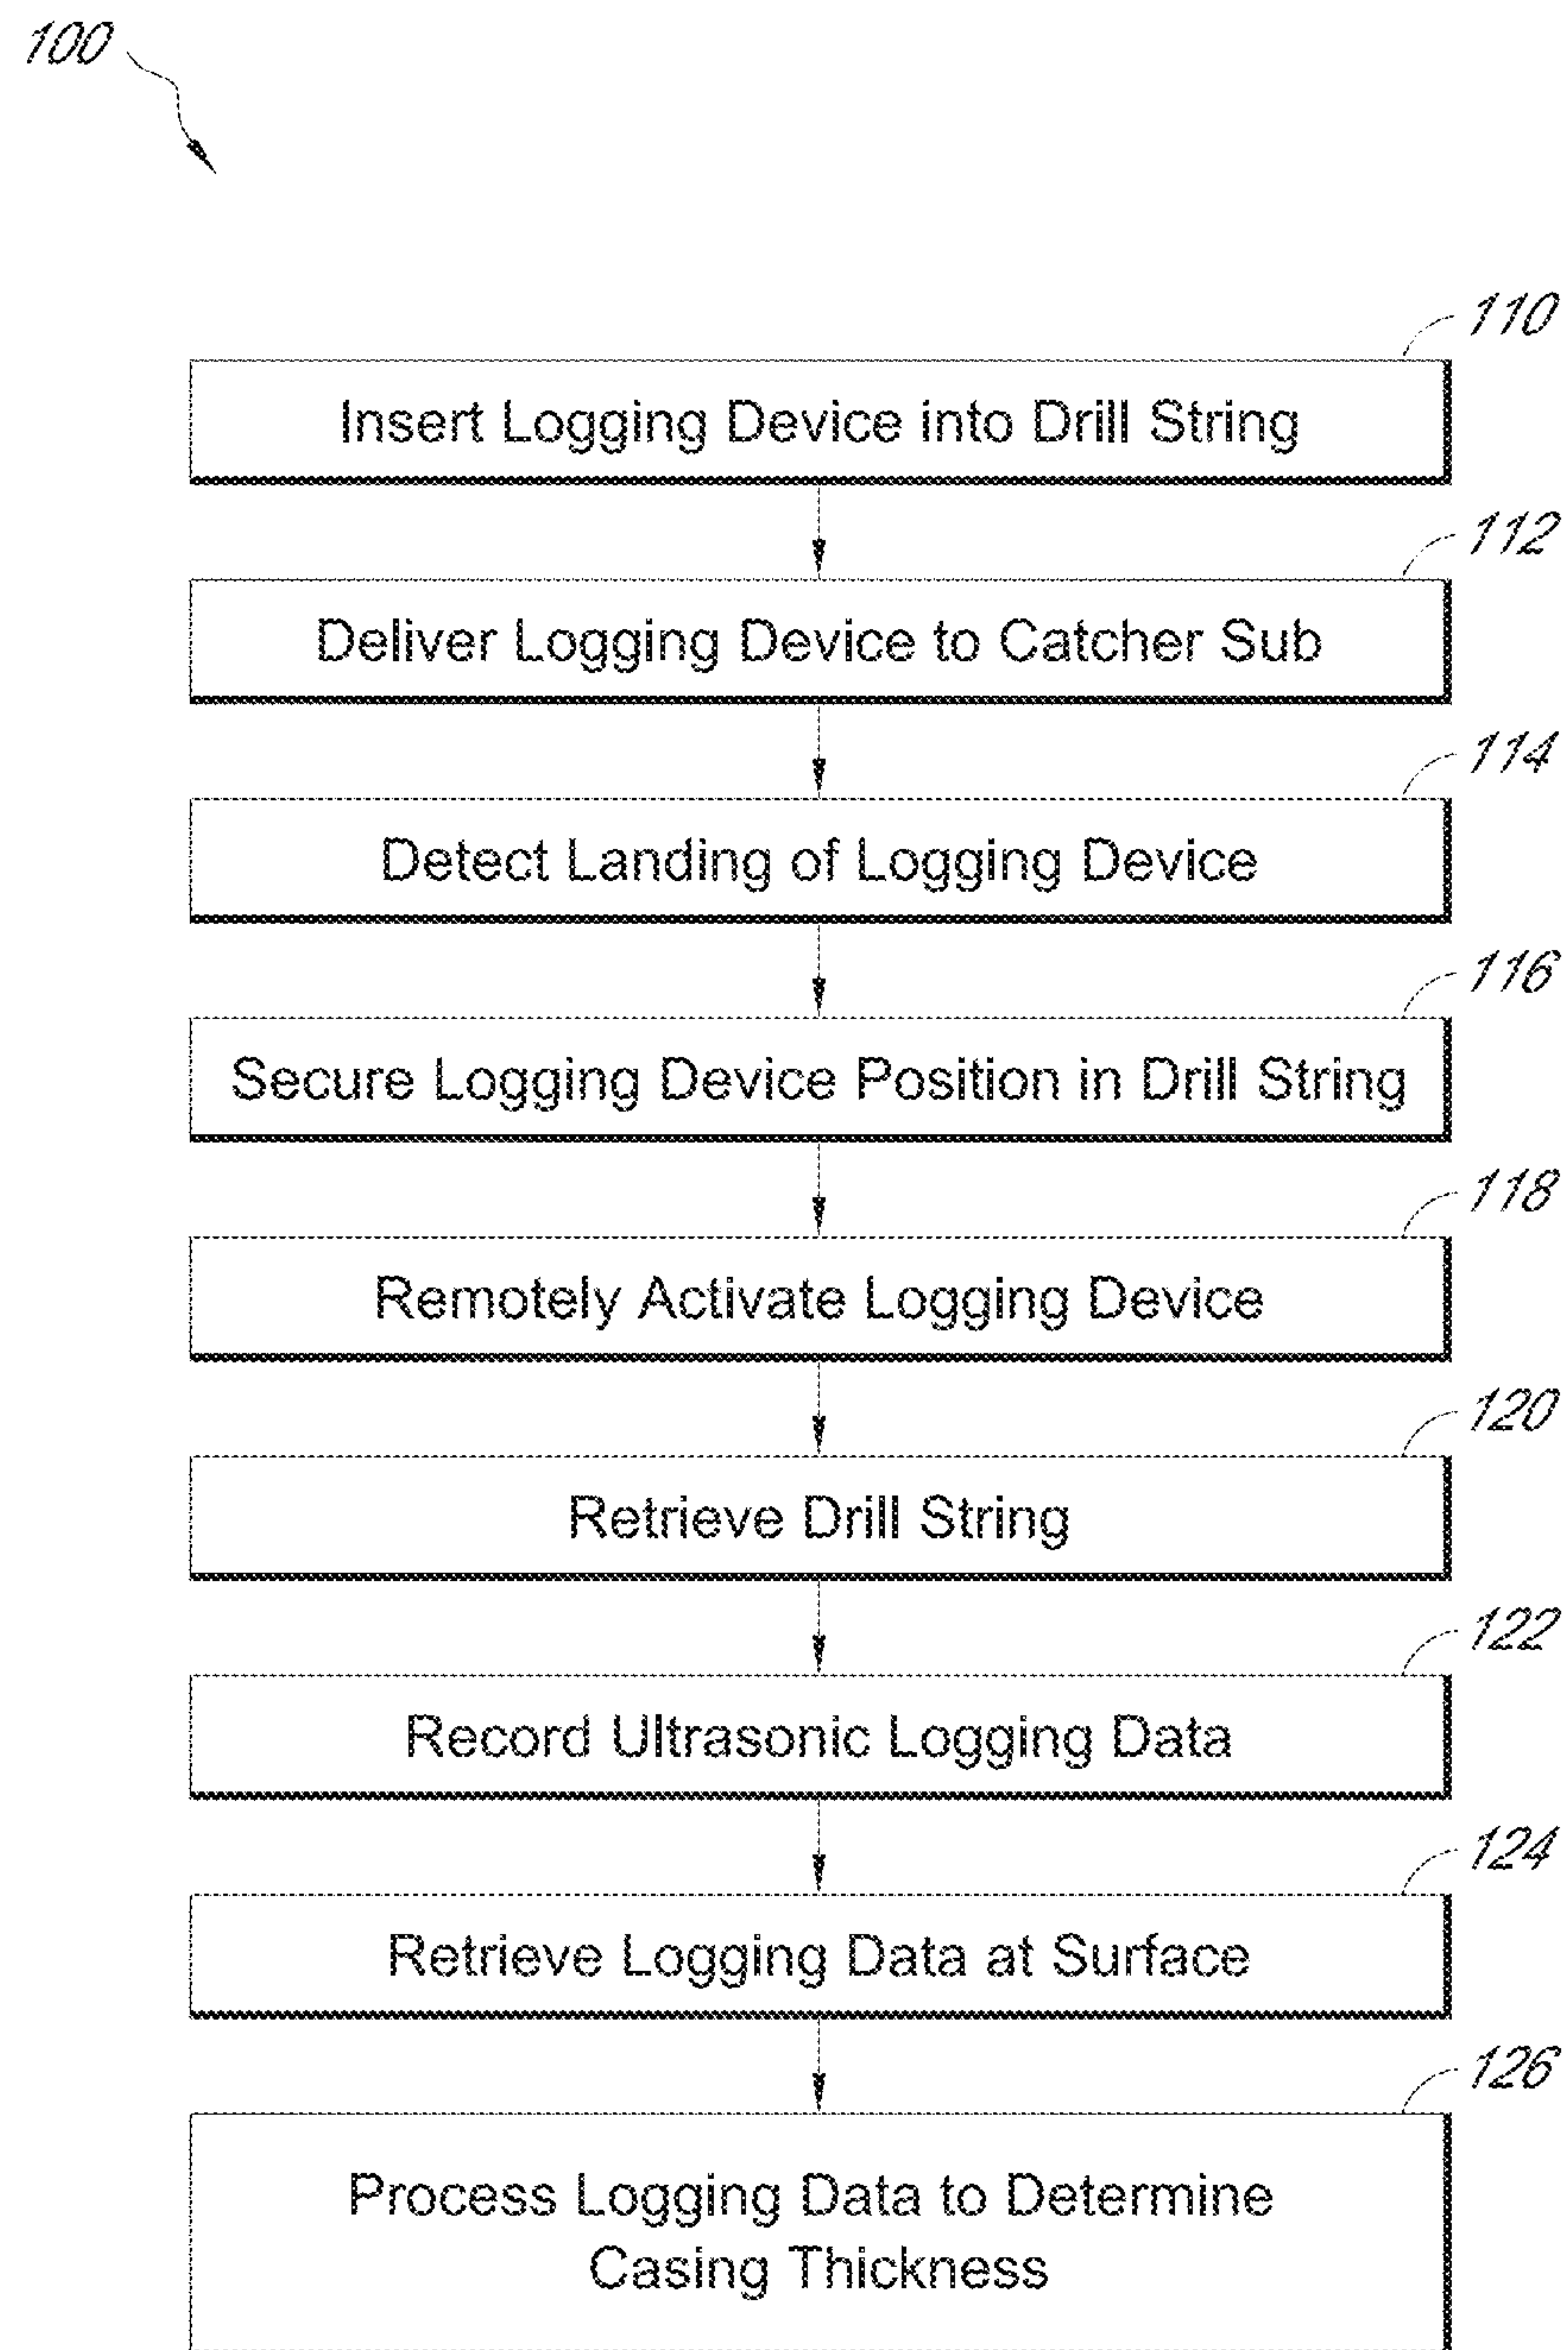 100
110
Insert Logging Device into Drill String
112
Deliver Logging Device to Catcher Sub
114
Detect Landing of Logging Device
116
Secure Logging Device Position in Drill String
118
Remotely Activate Logging Device
120
Retrieve Drill String
122
Record Ultrasonic Logging Data
124
Retrieve Logging Data at Surface
126
Process Logging Data to Determine
Casing Thickness